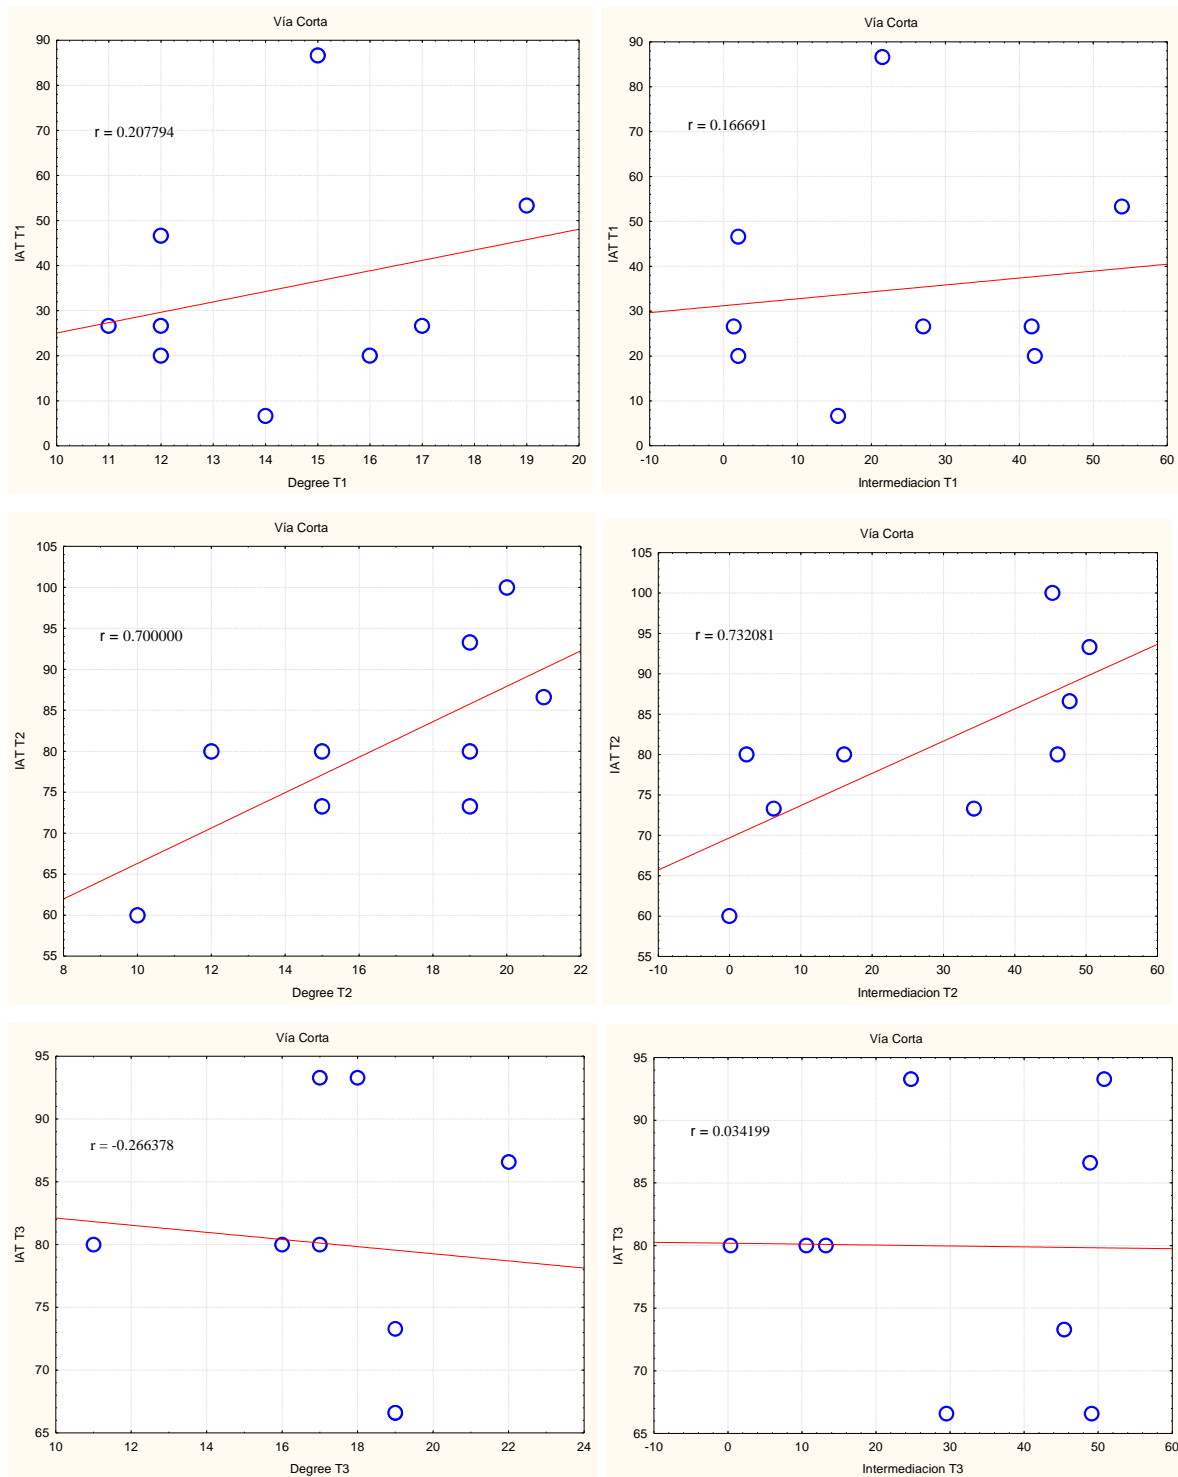 Vía Corta
90
80
70
60
50
40
30
20
10
0
r = 0.207794
IAT T1
10 11 12 13 14 15 16 17 18 19 20
Degree T1
Vía Corta
90
80
70
60
50
40
30
20
10
0
r = 0.166691
IAT T1
-10 0 10 20 30 40 50 60
Intermediacion T1
Vía Corta
105
100
95
90
85
80
75
70
65
60
55
r = 0.700000
IAT T2
8 10 12 14 16 18 20 22
Degree T2
Vía Corta
105
100
95
90
85
80
75
70
65
60
55
r = 0.732081
IAT T2
-10 0 10 20 30 40 50 60
Intermediacion T2
Vía Corta
95
90
85
80
75
70
65
r = -0.266378
IAT T3
10 12 14 16 18 20 22 24
Degree T3
Vía Corta
95
90
85
80
75
70
65
r = 0.034199
IAT T3
-10 0 10 20 30 40 50 60
Intermediacion T3